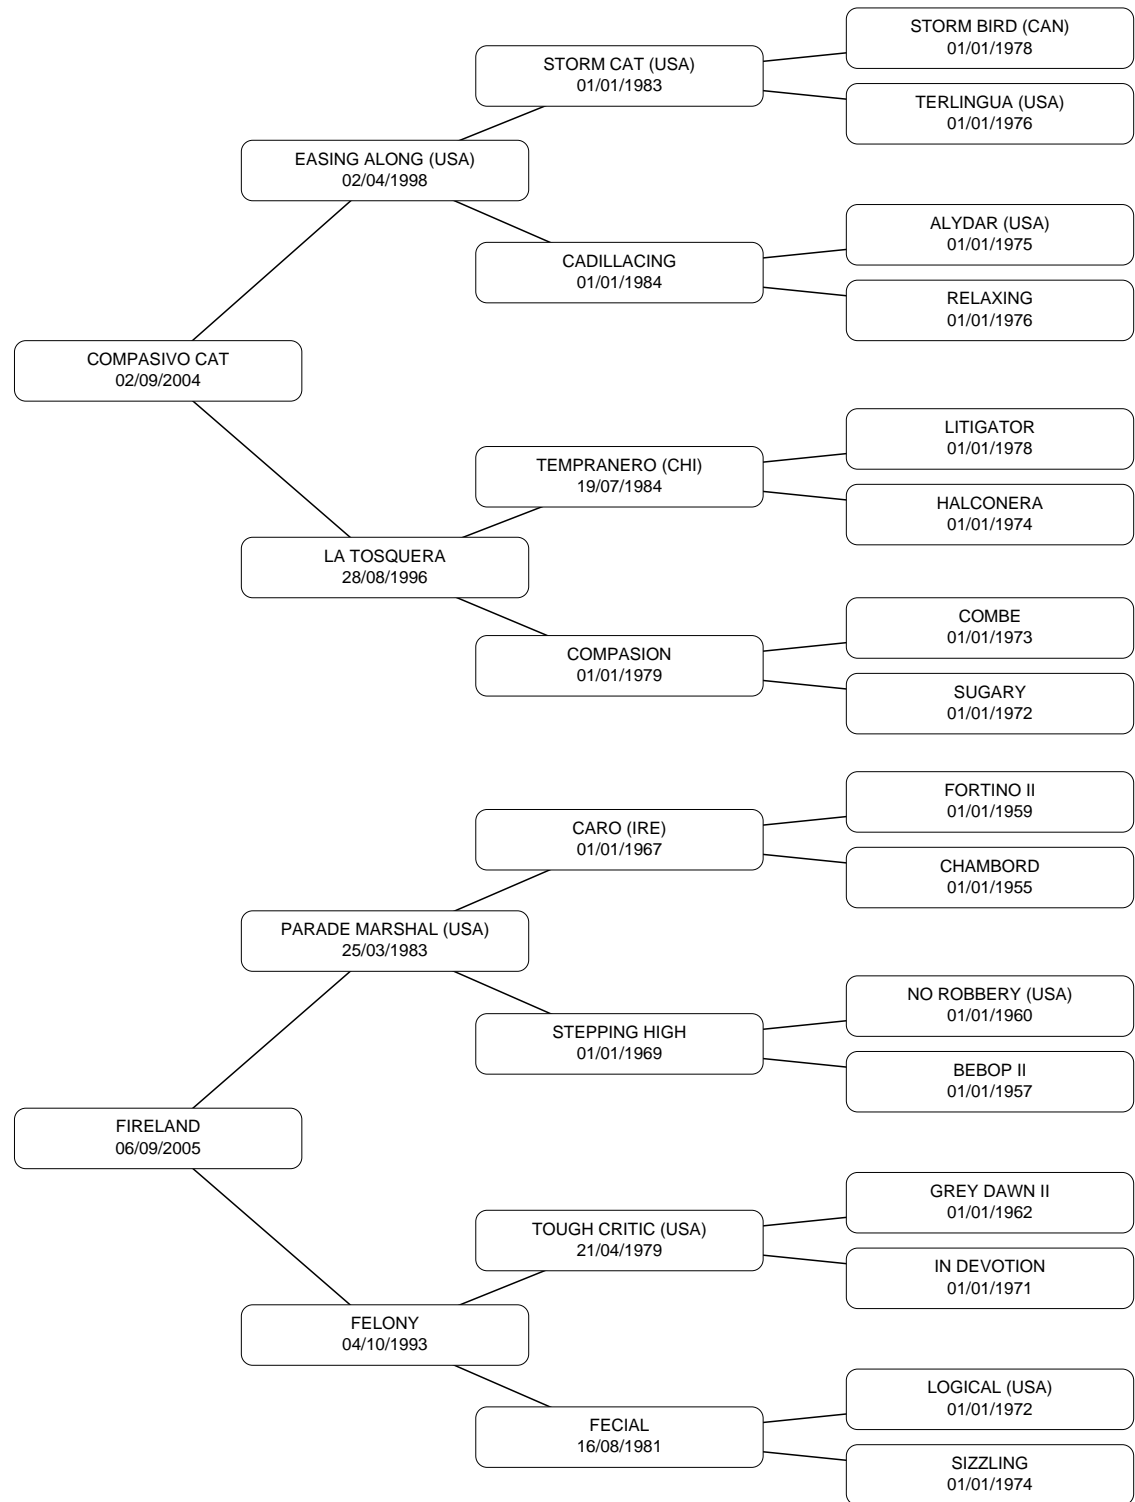 STORM BIRD (CAN)
01/01/1978
STORM CAT (USA)
01/01/1983
TERLINGUA (USA)
01/01/1976
EASING ALONG (USA)
02/04/1998
ALYDAR (USA)
01/01/1975
CADILLACING
01/01/1984
RELAXING
01/01/1976
COMPASIVO CAT
02/09/2004
LITIGATOR
01/01/1978
TEMPRANERO (CHI)
19/07/1984
HALCONERA
01/01/1974
LA TOSQUERA
28/08/1996
COMBE
01/01/1973
COMPASION
01/01/1979
SUGARY
01/01/1972
FORTINO II
01/01/1959
CARO (IRE)
01/01/1967
CHAMBORD
01/01/1955
PARADE MARSHAL (USA)
25/03/1983
NO ROBBERY (USA)
01/01/1960
STEPPING HIGH
01/01/1969
BEBOP II
01/01/1957
FIRELAND
06/09/2005
GREY DAWN II
01/01/1962
TOUGH CRITIC (USA)
21/04/1979
IN DEVOTION
01/01/1971
FELONY
04/10/1993
LOGICAL (USA)
01/01/1972
FECIAL
16/08/1981
SIZZLING
01/01/1974